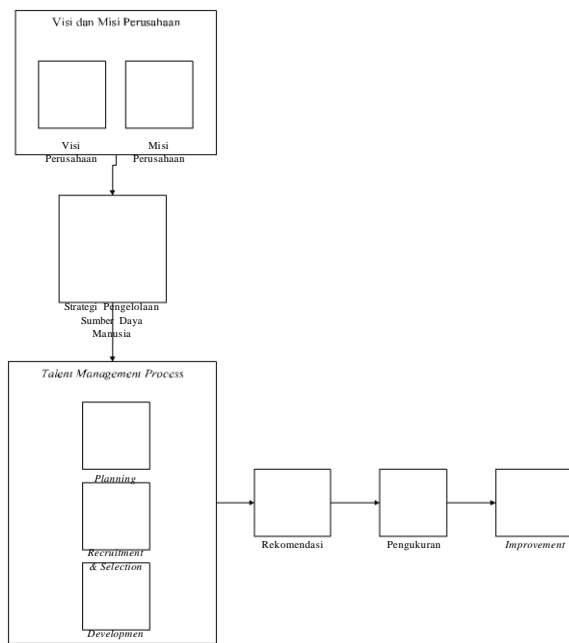 Visi dan Misi Perusahaan
Visi
Perusahaan
Misi
Perusahaan
Strategi Pengelolaan
Sumber Daya
Manusia
Talent Management Process
Planning
Recruitment
& Selection
Developmen
Rekomendasi
Pengukuran
Improvement